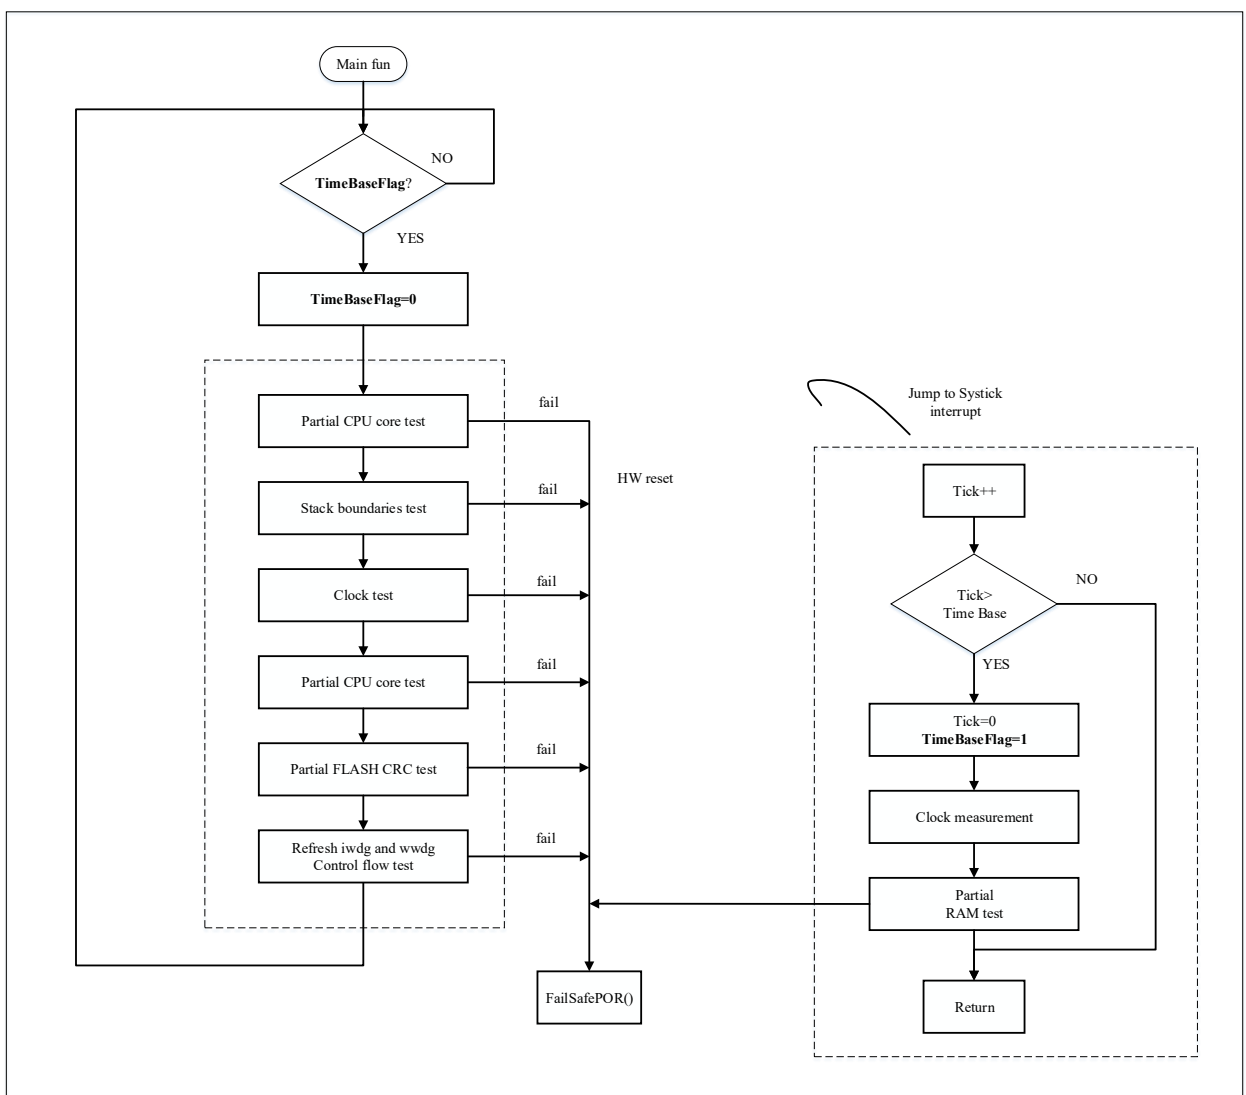 Main fun
NO
TimeBaseFlag?
YES
TimeBaseFlag=0
Partial CPU core test
fail
Stack boundaries test
fail
HW reset
Clock test
fail
Partial CPU core test
fail
Partial FLASH CRC test
fail
Refresh iwdg and wwdg
Control flow test
fail
FailSafePOR()
Jump to Systick
interrupt
Tick++
Tick>
Time Base
NO
YES
Tick=0
TimeBaseFlag=1
Clock measurement
Partial
RAM test
Return